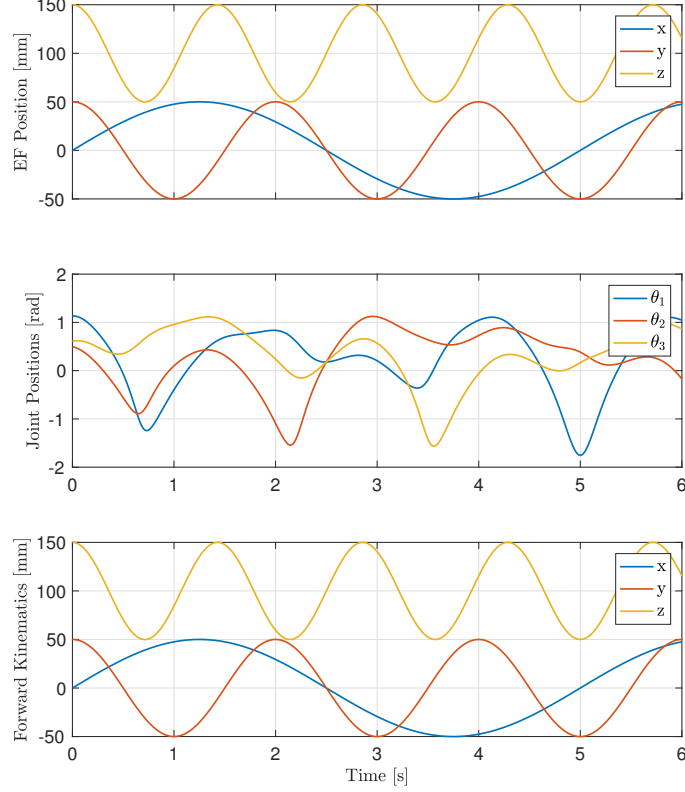 EF Position [mm]
150
100
50
0
-50
x
y
z
Joint Positions [rad]
2
1
0
-1
-2
θ₁
θ₂
θ₃
0 1 2 3 4 5 6
Forward Kinematics [mm]
150
100
50
0
-50
x
y
z
0 1 2 3 4 5 6
Time [s]